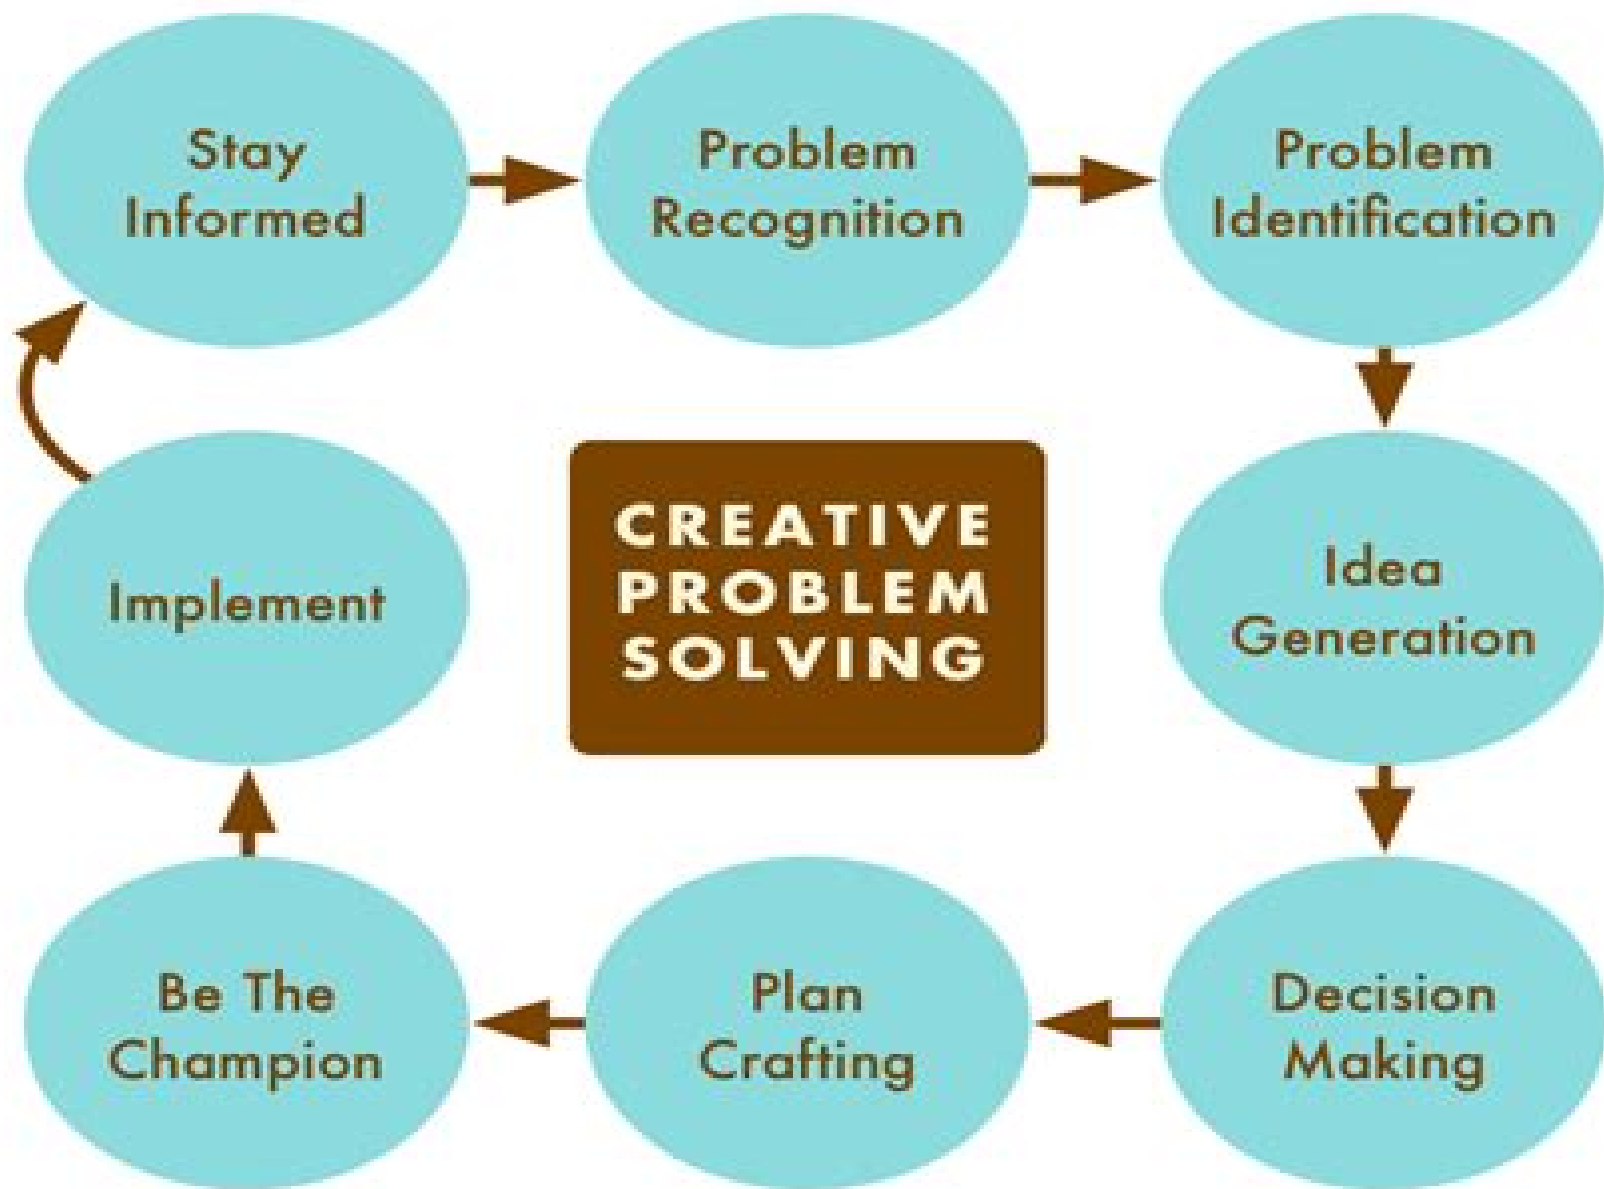 Stay
Informed
Problem
Recognition
Problem
Identification
Idea
Generation
Decision
Making
Plan
Crafting
Be The
Champion
Implement
CREATIVE
PROBLEM
SOLVING